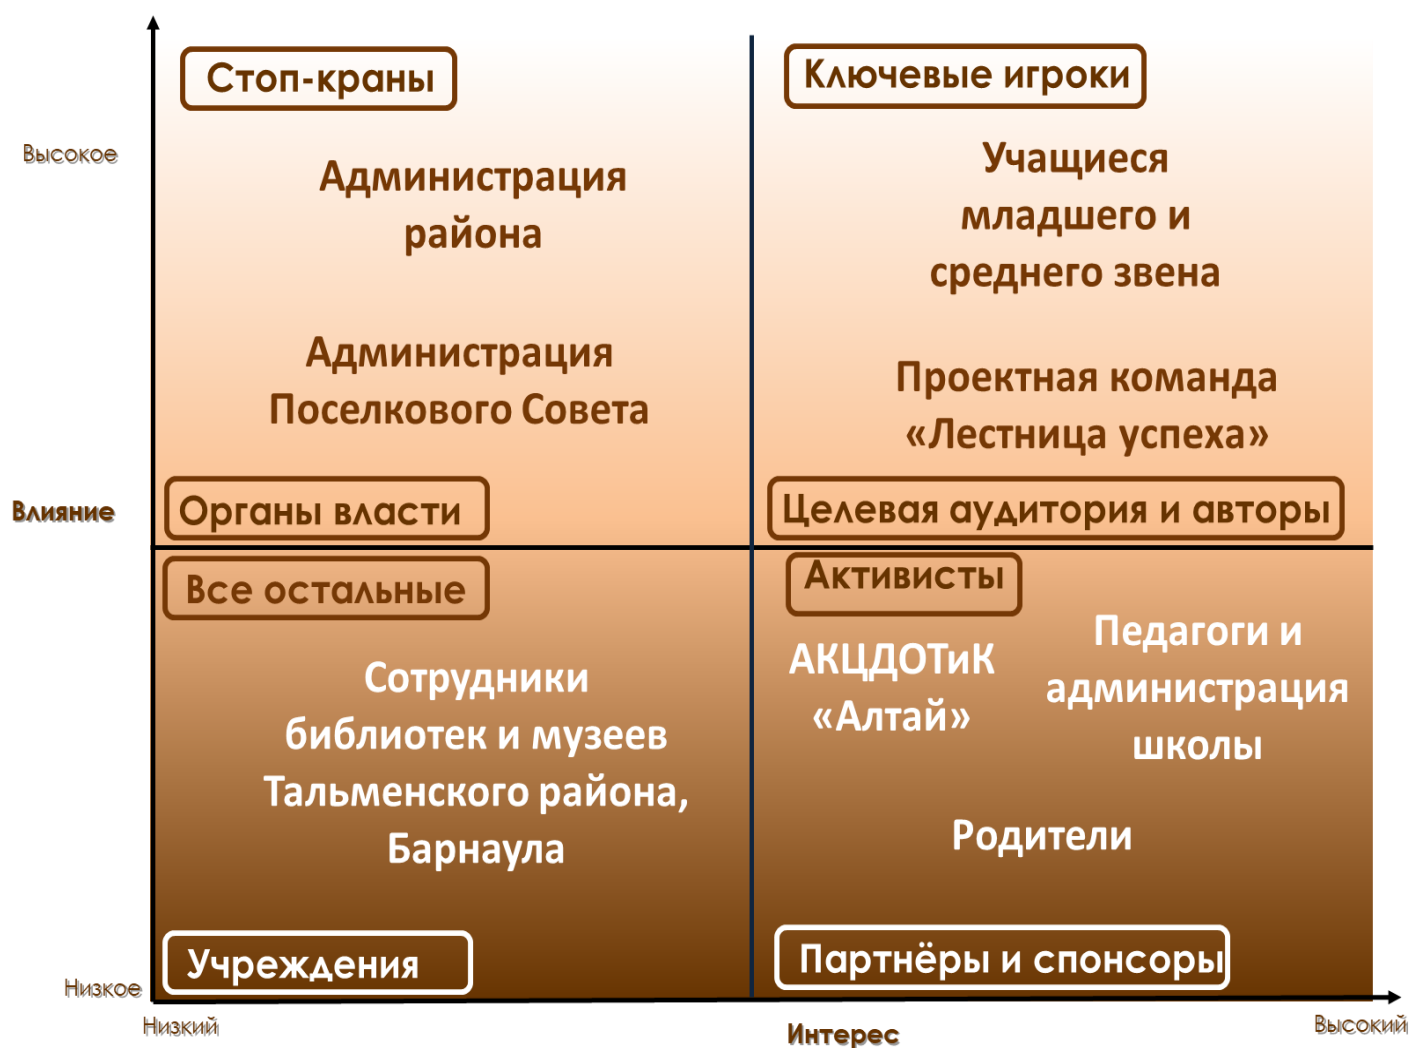 Стоп-краны
Ключевые игроки
Высокое
Администрация
района
Учащиеся
младшего и
среднего звена
Администрация
Поселкового Совета
Проектная команда
«Лестница успеха»
Влияние
Органы власти
Целевая аудитория и авторы
Все остальные
Активисты
Сотрудники
библиотек и музеев
Тальменского района,
Барнаула
АКЦДОТиК
«Алтай»
Педагоги и
администрация
школы
Родители
Учреждения
Партнёры и спонсоры
Низкое
Низкий
Интерес
Высокий